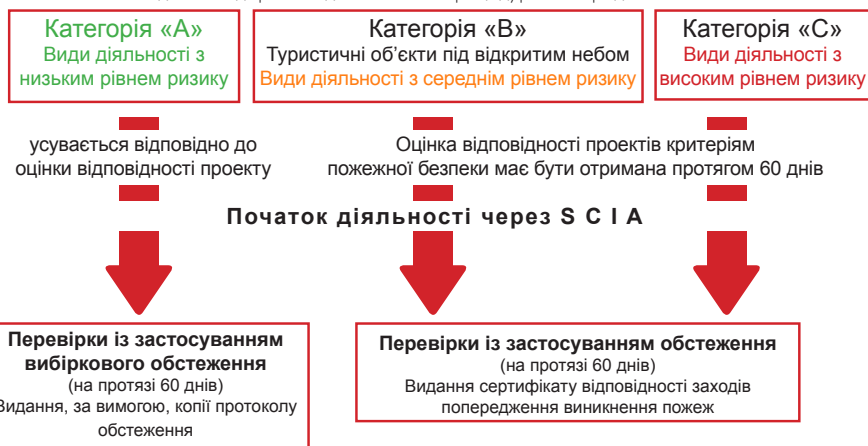 Категорія «А»
Види діяльності з
низьким рівнем ризику
Категорія «В»
Туристичні об’єкти під відкритим небом
Види діяльності з середнім рівнем ризику
Категорія «С»
Види діяльності з
високим рівнем ризику
усувається відповідно до
оцінки відповідності проекту
Оцінка відповідності проектів критеріям
пожежної безпеки має бути отримана протягом 60 днів
Початок діяльності через S C I A
Перевірки із застосуванням
вибіркового обстеження
(на протязі 60 днів)
Видання, за вимогою, копії протоколу
обстеження
Перевірки із застосуванням обстеження
(на протязі 60 днів)
Видання сертифікату відповідності заходів
попередження виникнення пожеж